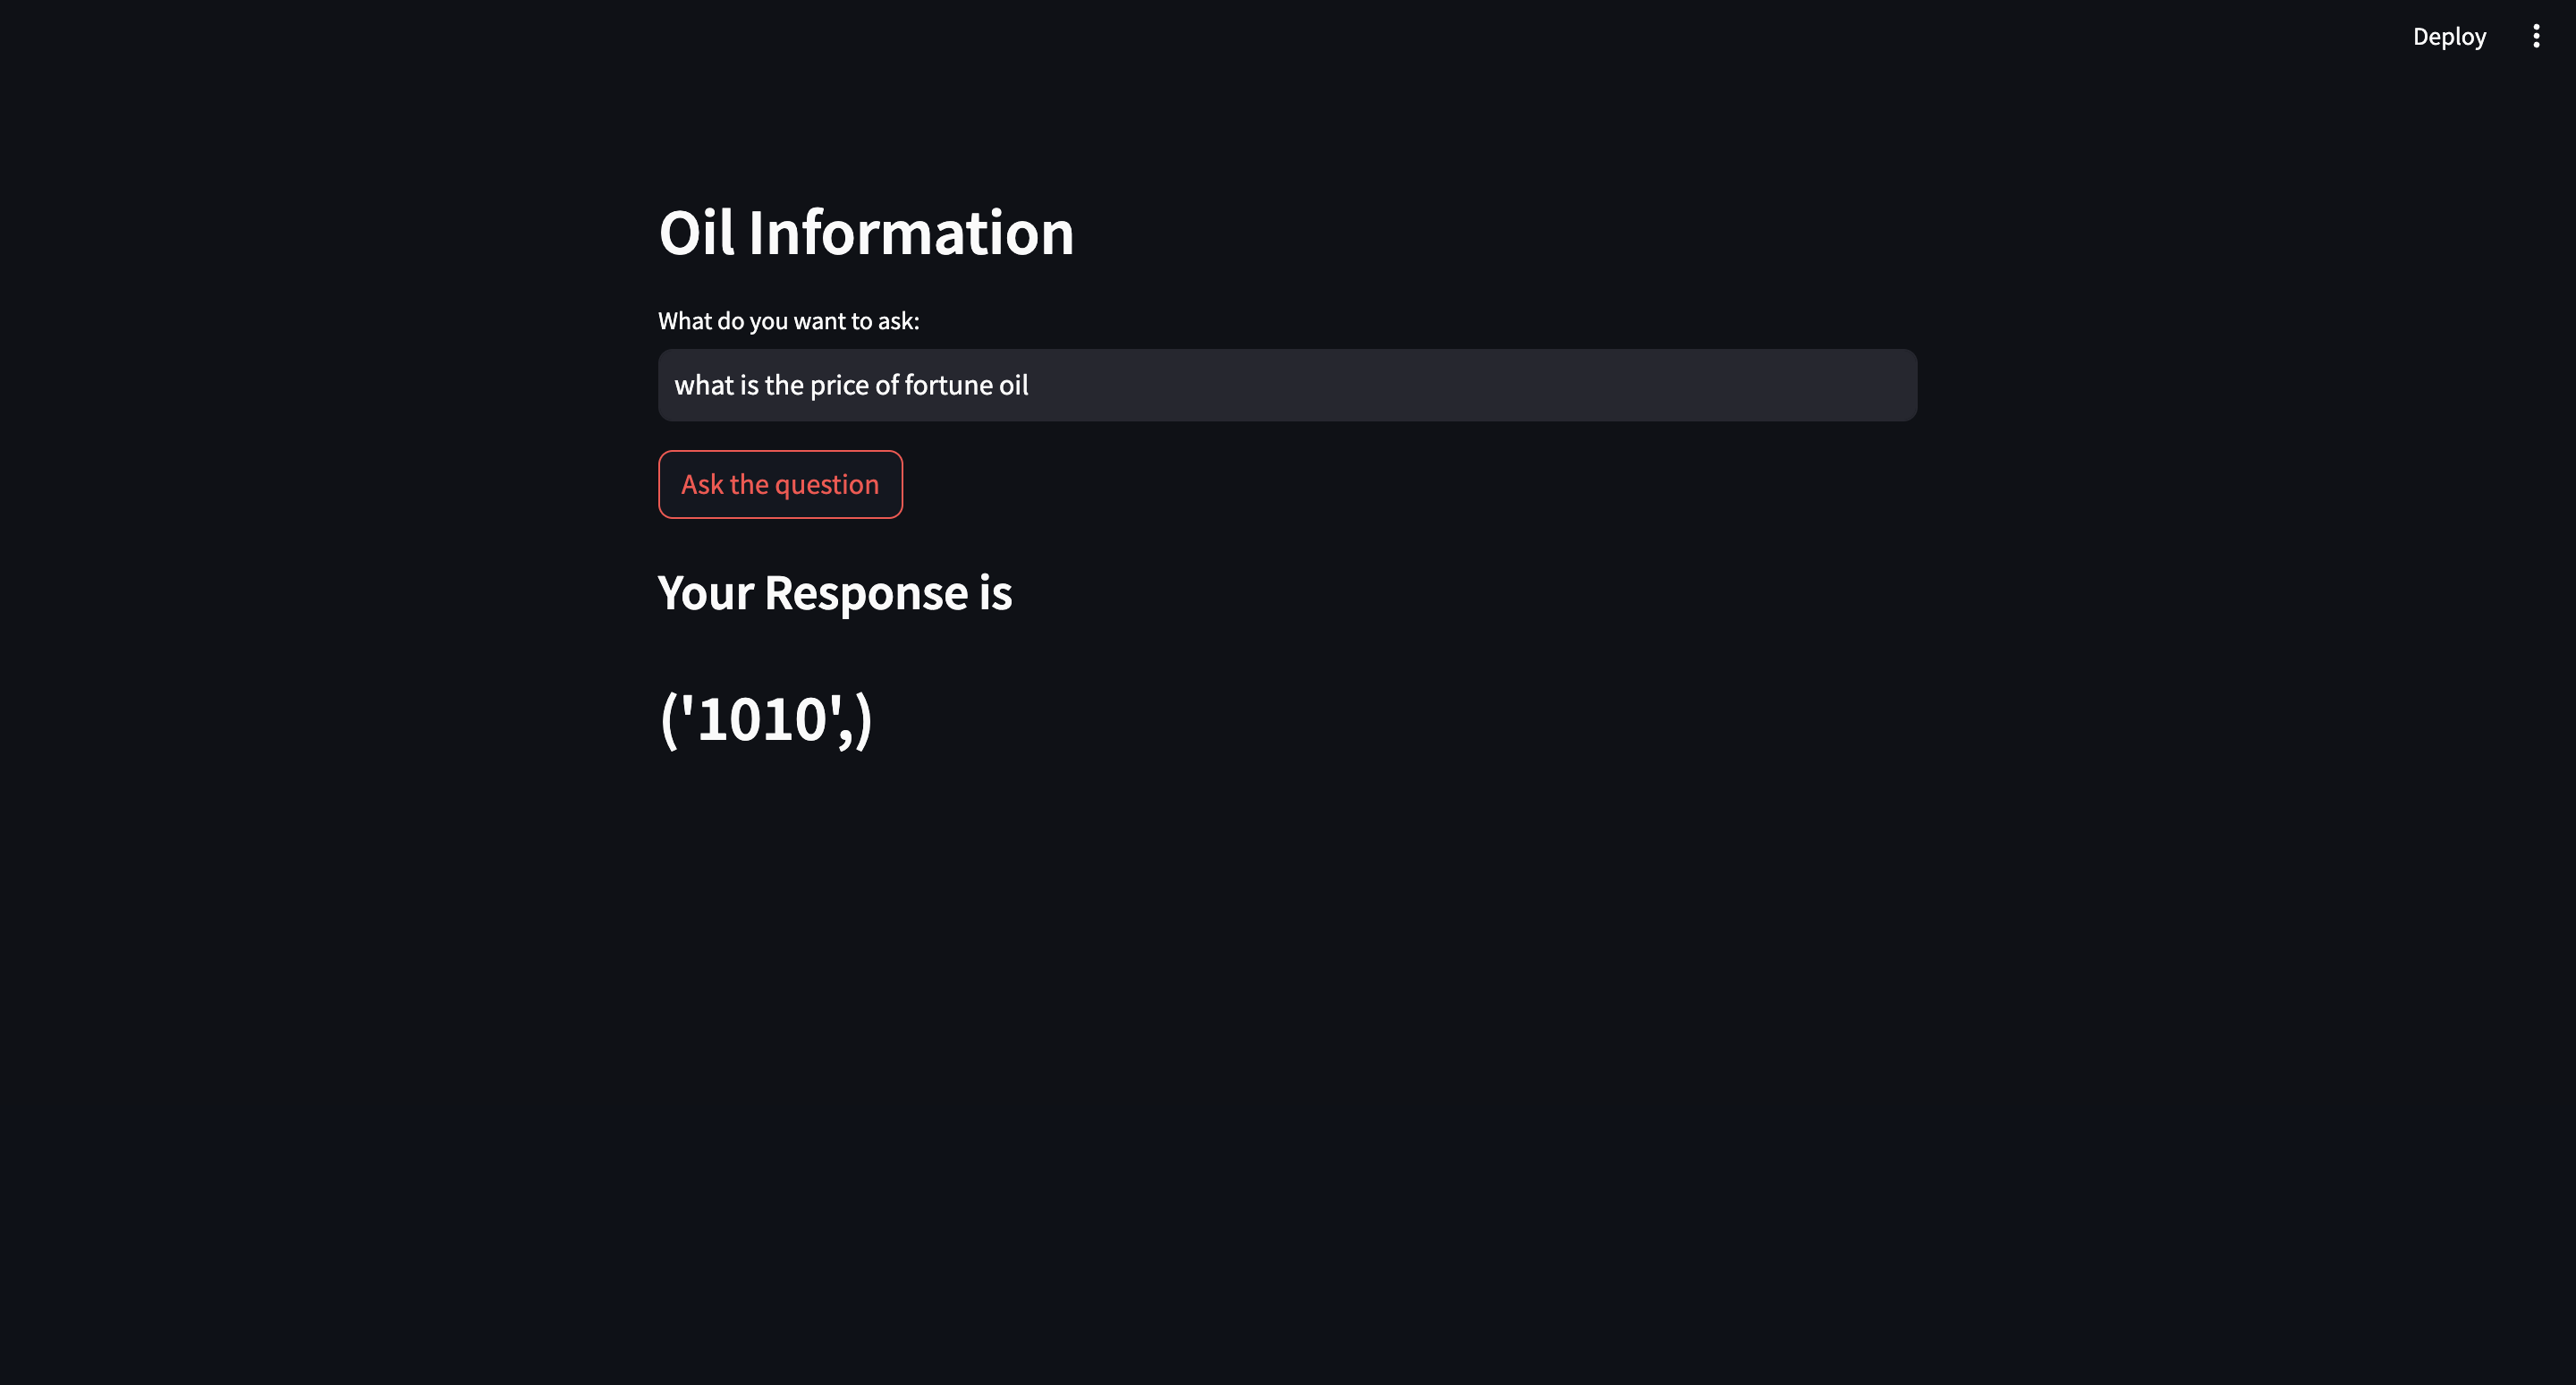 Deploy
Oil Information
What do you want to ask:
what is the price of fortune oil
Ask the question
Your Response is
('1010',)